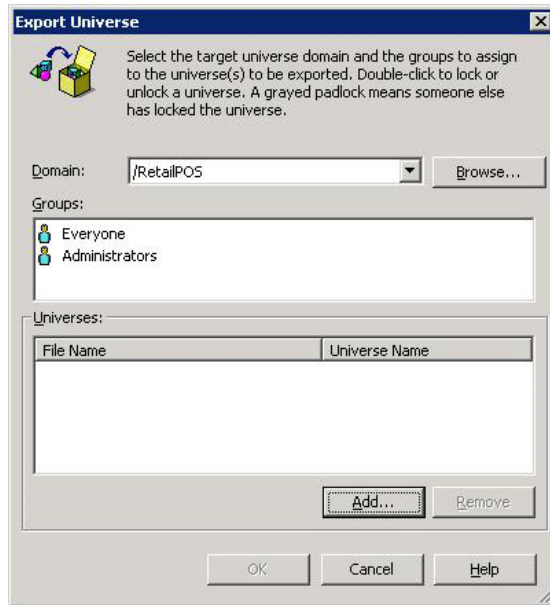 Export Universe
Select the target universe domain and the groups to assign
to the universe(s) to be exported. Double-click to lock or
unlock a universe. A grayed padlock means someone else
has locked the universe.
Domain: /RetailPOS Browse...
Groups:
Everyone
Administrators
Universes:
File Name Universe Name
Add... Remove
OK Cancel Help